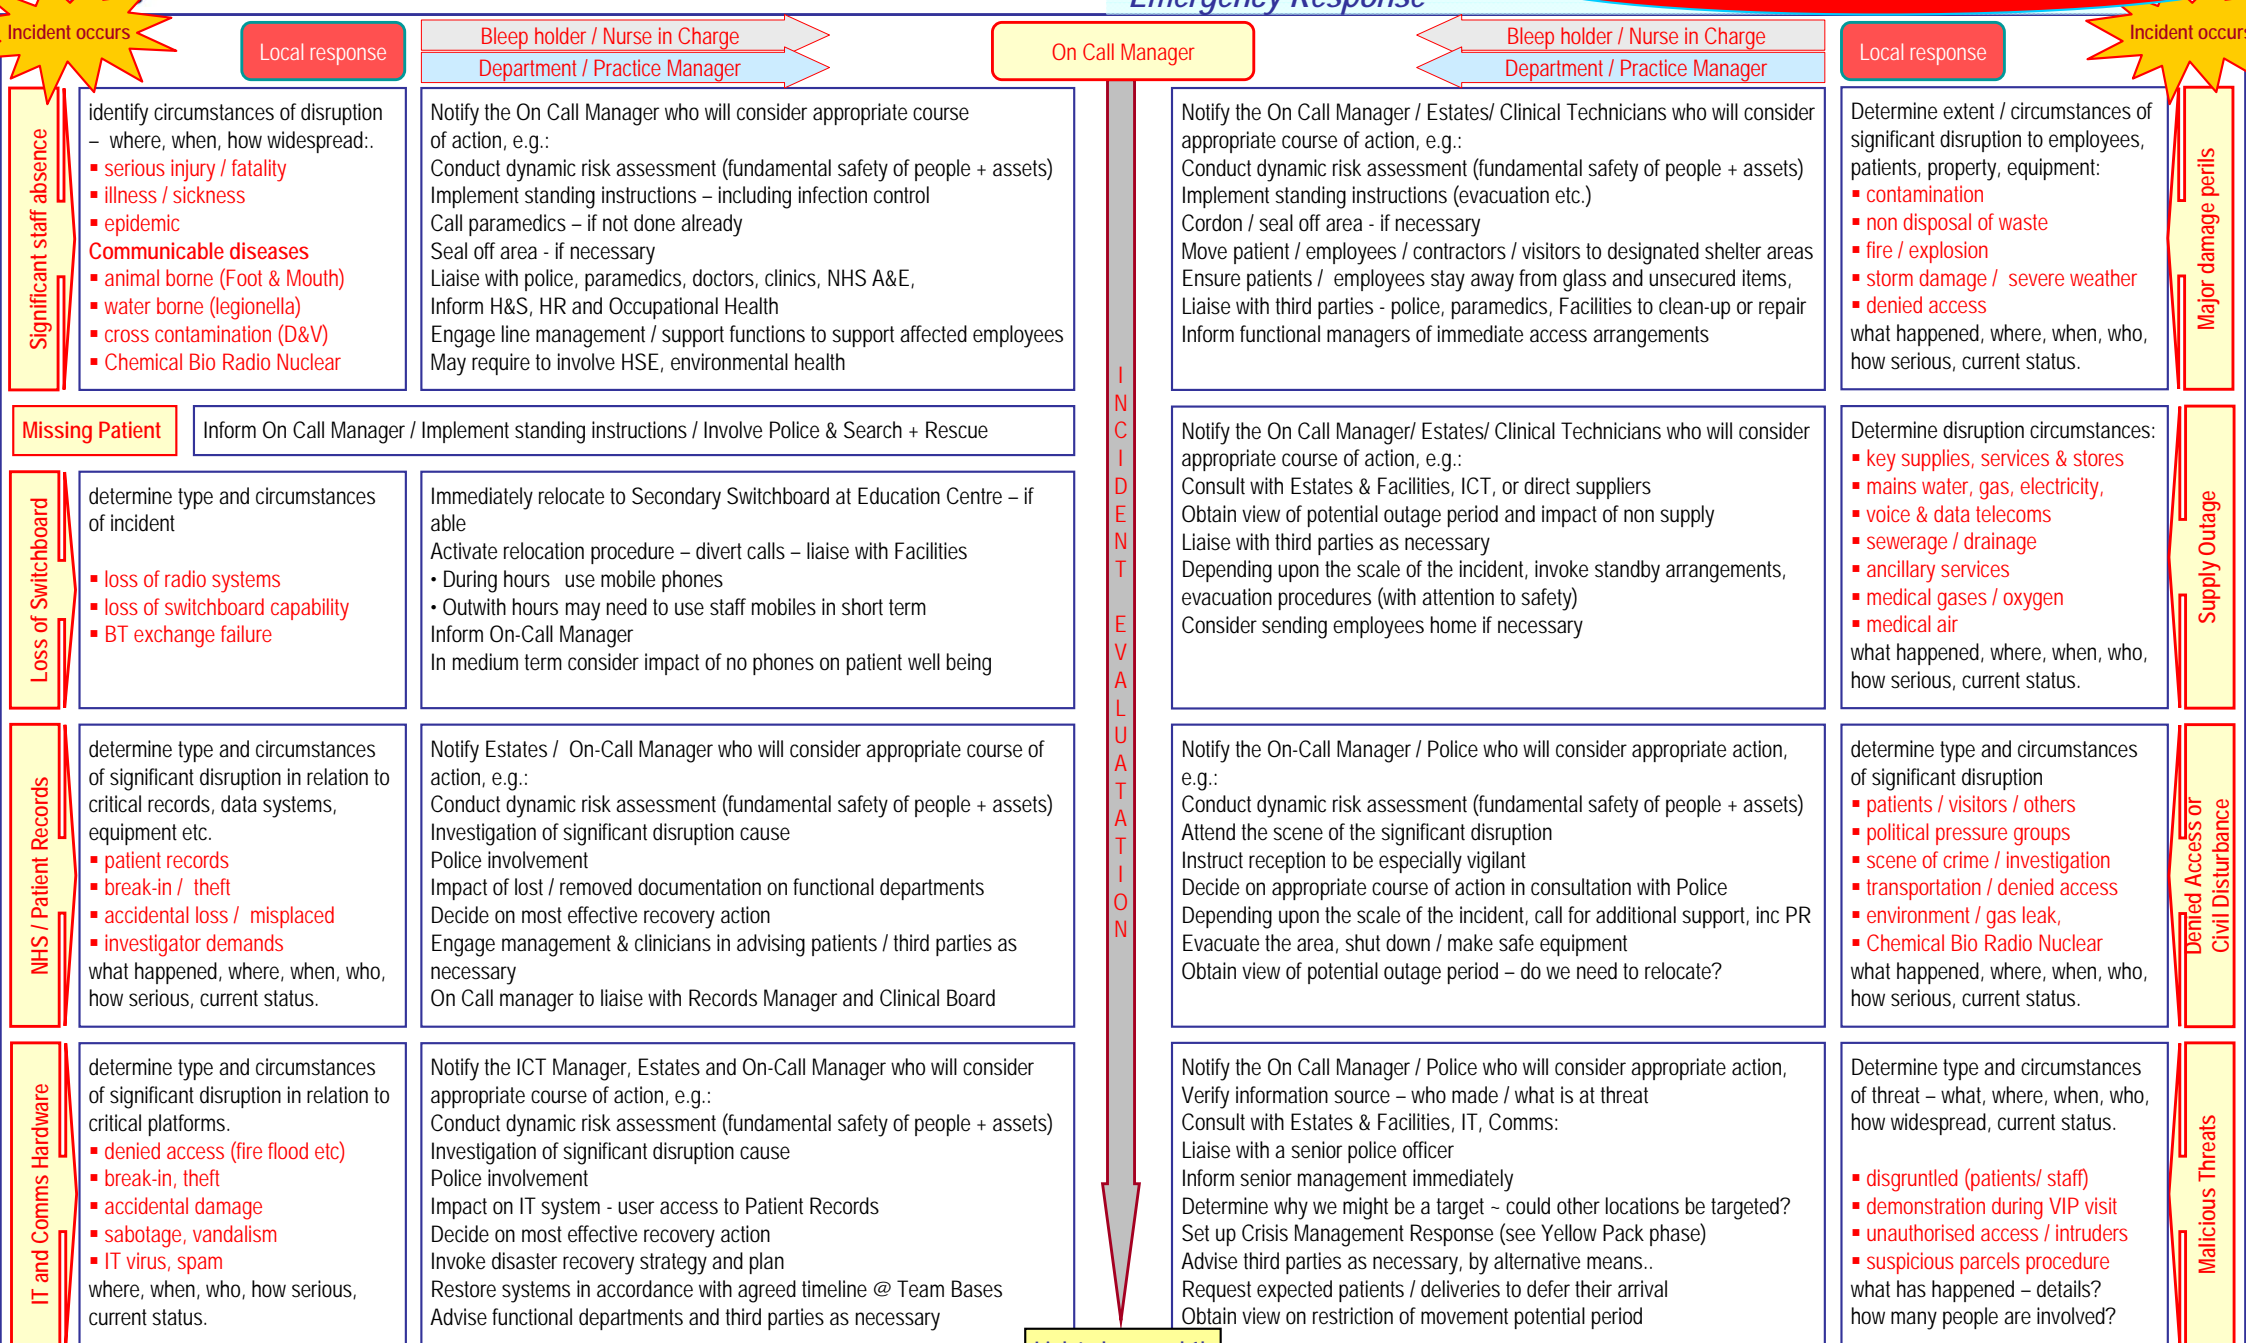 Emergency Response
Incident occurs
Local response
Bleep holder / Nurse in Charge
Department / Practice Manager
On Call Manager
Bleep holder / Nurse in Charge
Department / Practice Manager
Local response
Incident occurs
Significant staff absence
identify circumstances of disruption
– where, when, how widespread:.
▪ serious injury / fatality
▪ illness / sickness
▪ epidemic
Communicable diseases
▪ animal borne (Foot & Mouth)
▪ water borne (legionella)
▪ cross contamination (D&V)
▪ Chemical Bio Radio Nuclear
Notify the On Call Manager who will consider appropriate course
of action, e.g.:
Conduct dynamic risk assessment (fundamental safety of people + assets)
Implement standing instructions – including infection control
Call paramedics – if not done already
Seal off area - if necessary
Liaise with police, paramedics, doctors, clinics, NHS A&E,
Inform H&S, HR and Occupational Health
Engage line management / support functions to support affected employees
May require to involve HSE, environmental health
Missing Patient
Inform On Call Manager / Implement standing instructions / Involve Police & Search + Rescue
Loss of Switchboard
determine type and circumstances
of incident
▪ loss of radio systems
▪ loss of switchboard capability
▪ BT exchange failure
Immediately relocate to Secondary Switchboard at Education Centre – if
able
Activate relocation procedure – divert calls – liaise with Facilities
• During hours use mobile phones
• Outwith hours may need to use staff mobiles in short term
Inform On-Call Manager
In medium term consider impact of no phones on patient well being
NHS / Patient Records
determine type and circumstances
of significant disruption in relation to
critical records, data systems,
equipment etc.
▪ patient records
▪ break-in / theft
▪ accidental loss / misplaced
▪ investigator demands
what happened, where, when, who,
how serious, current status.
Notify Estates / On-Call Manager who will consider appropriate course of
action, e.g.:
Conduct dynamic risk assessment (fundamental safety of people + assets)
Investigation of significant disruption cause
Police involvement
Impact of lost / removed documentation on functional departments
Decide on most effective recovery action
Engage management & clinicians in advising patients / third parties as
necessary
On Call manager to liaise with Records Manager and Clinical Board
IT and Comms Hardware
determine type and circumstances
of significant disruption in relation to
critical platforms.
▪ denied access (fire flood etc)
▪ break-in, theft
▪ accidental damage
▪ sabotage, vandalism
▪ IT virus, spam
where, when, who, how serious,
current status.
Notify the ICT Manager, Estates and On-Call Manager who will consider
appropriate course of action, e.g.:
Conduct dynamic risk assessment (fundamental safety of people + assets)
Investigation of significant disruption cause
Police involvement
Impact on IT system - user access to Patient Records
Decide on most effective recovery action
Invoke disaster recovery strategy and plan
Restore systems in accordance with agreed timeline @ Team Bases
Advise functional departments and third parties as necessary
INCIDENT EVALUATATION
Notify the On Call Manager / Estates/ Clinical Technicians who will consider
appropriate course of action, e.g.:
Conduct dynamic risk assessment (fundamental safety of people + assets)
Implement standing instructions (evacuation etc.)
Cordon / seal off area - if necessary
Move patient / employees / contractors / visitors to designated shelter areas
Ensure patients / employees stay away from glass and unsecured items,
Liaise with third parties - police, paramedics, Facilities to clean-up or repair
Inform functional managers of immediate access arrangements
Determine extent / circumstances of
significant disruption to employees,
patients, property, equipment:
▪ contamination
▪ non disposal of waste
▪ fire / explosion
▪ storm damage / severe weather
▪ denied access
what happened, where, when, who,
how serious, current status.
Major damage perils
Notify the On Call Manager/ Estates/ Clinical Technicians who will consider
appropriate course of action, e.g.:
Consult with Estates & Facilities, ICT, or direct suppliers
Obtain view of potential outage period and impact of non supply
Liaise with third parties as necessary
Depending upon the scale of the incident, invoke standby arrangements,
evacuation procedures (with attention to safety)
Consider sending employees home if necessary
Determine disruption circumstances:
▪ key supplies, services & stores
▪ mains water, gas, electricity,
▪ voice & data telecoms
▪ sewerage / drainage
▪ ancillary services
▪ medical gases / oxygen
▪ medical air
what happened, where, when, who,
how serious, current status.
Supply Outage
Notify the On-Call Manager / Police who will consider appropriate action,
e.g.:
Conduct dynamic risk assessment (fundamental safety of people + assets)
Attend the scene of the significant disruption
Instruct reception to be especially vigilant
Decide on appropriate course of action in consultation with Police
Depending upon the scale of the incident, call for additional support, inc PR
Evacuate the area, shut down / make safe equipment
Obtain view of potential outage period – do we need to relocate?
determine type and circumstances
of significant disruption
▪ patients / visitors / others
▪ political pressure groups
▪ scene of crime / investigation
▪ transportation / denied access
▪ environment / gas leak,
▪ Chemical Bio Radio Nuclear
what happened, where, when, who,
how serious, current status.
Denied Access or
Civil Disturbance
Notify the On Call Manager / Police who will consider appropriate action,
Verify information source – who made / what is at threat
Consult with Estates & Facilities, IT, Comms:
Liaise with a senior police officer
Inform senior management immediately
Determine why we might be a target ~ could other locations be targeted?
Set up Crisis Management Response (see Yellow Pack phase)
Advise third parties as necessary, by alternative means..
Request expected patients / deliveries to defer their arrival
Obtain view on restriction of movement potential period
Determine type and circumstances
of threat – what, where, when, who,
how widespread, current status.
▪ disgruntled (patients/ staff)
▪ demonstration during VIP visit
▪ unauthorised access / intruders
▪ suspicious parcels procedure
what has happened – details?
how many people are involved?
Malicious Threats